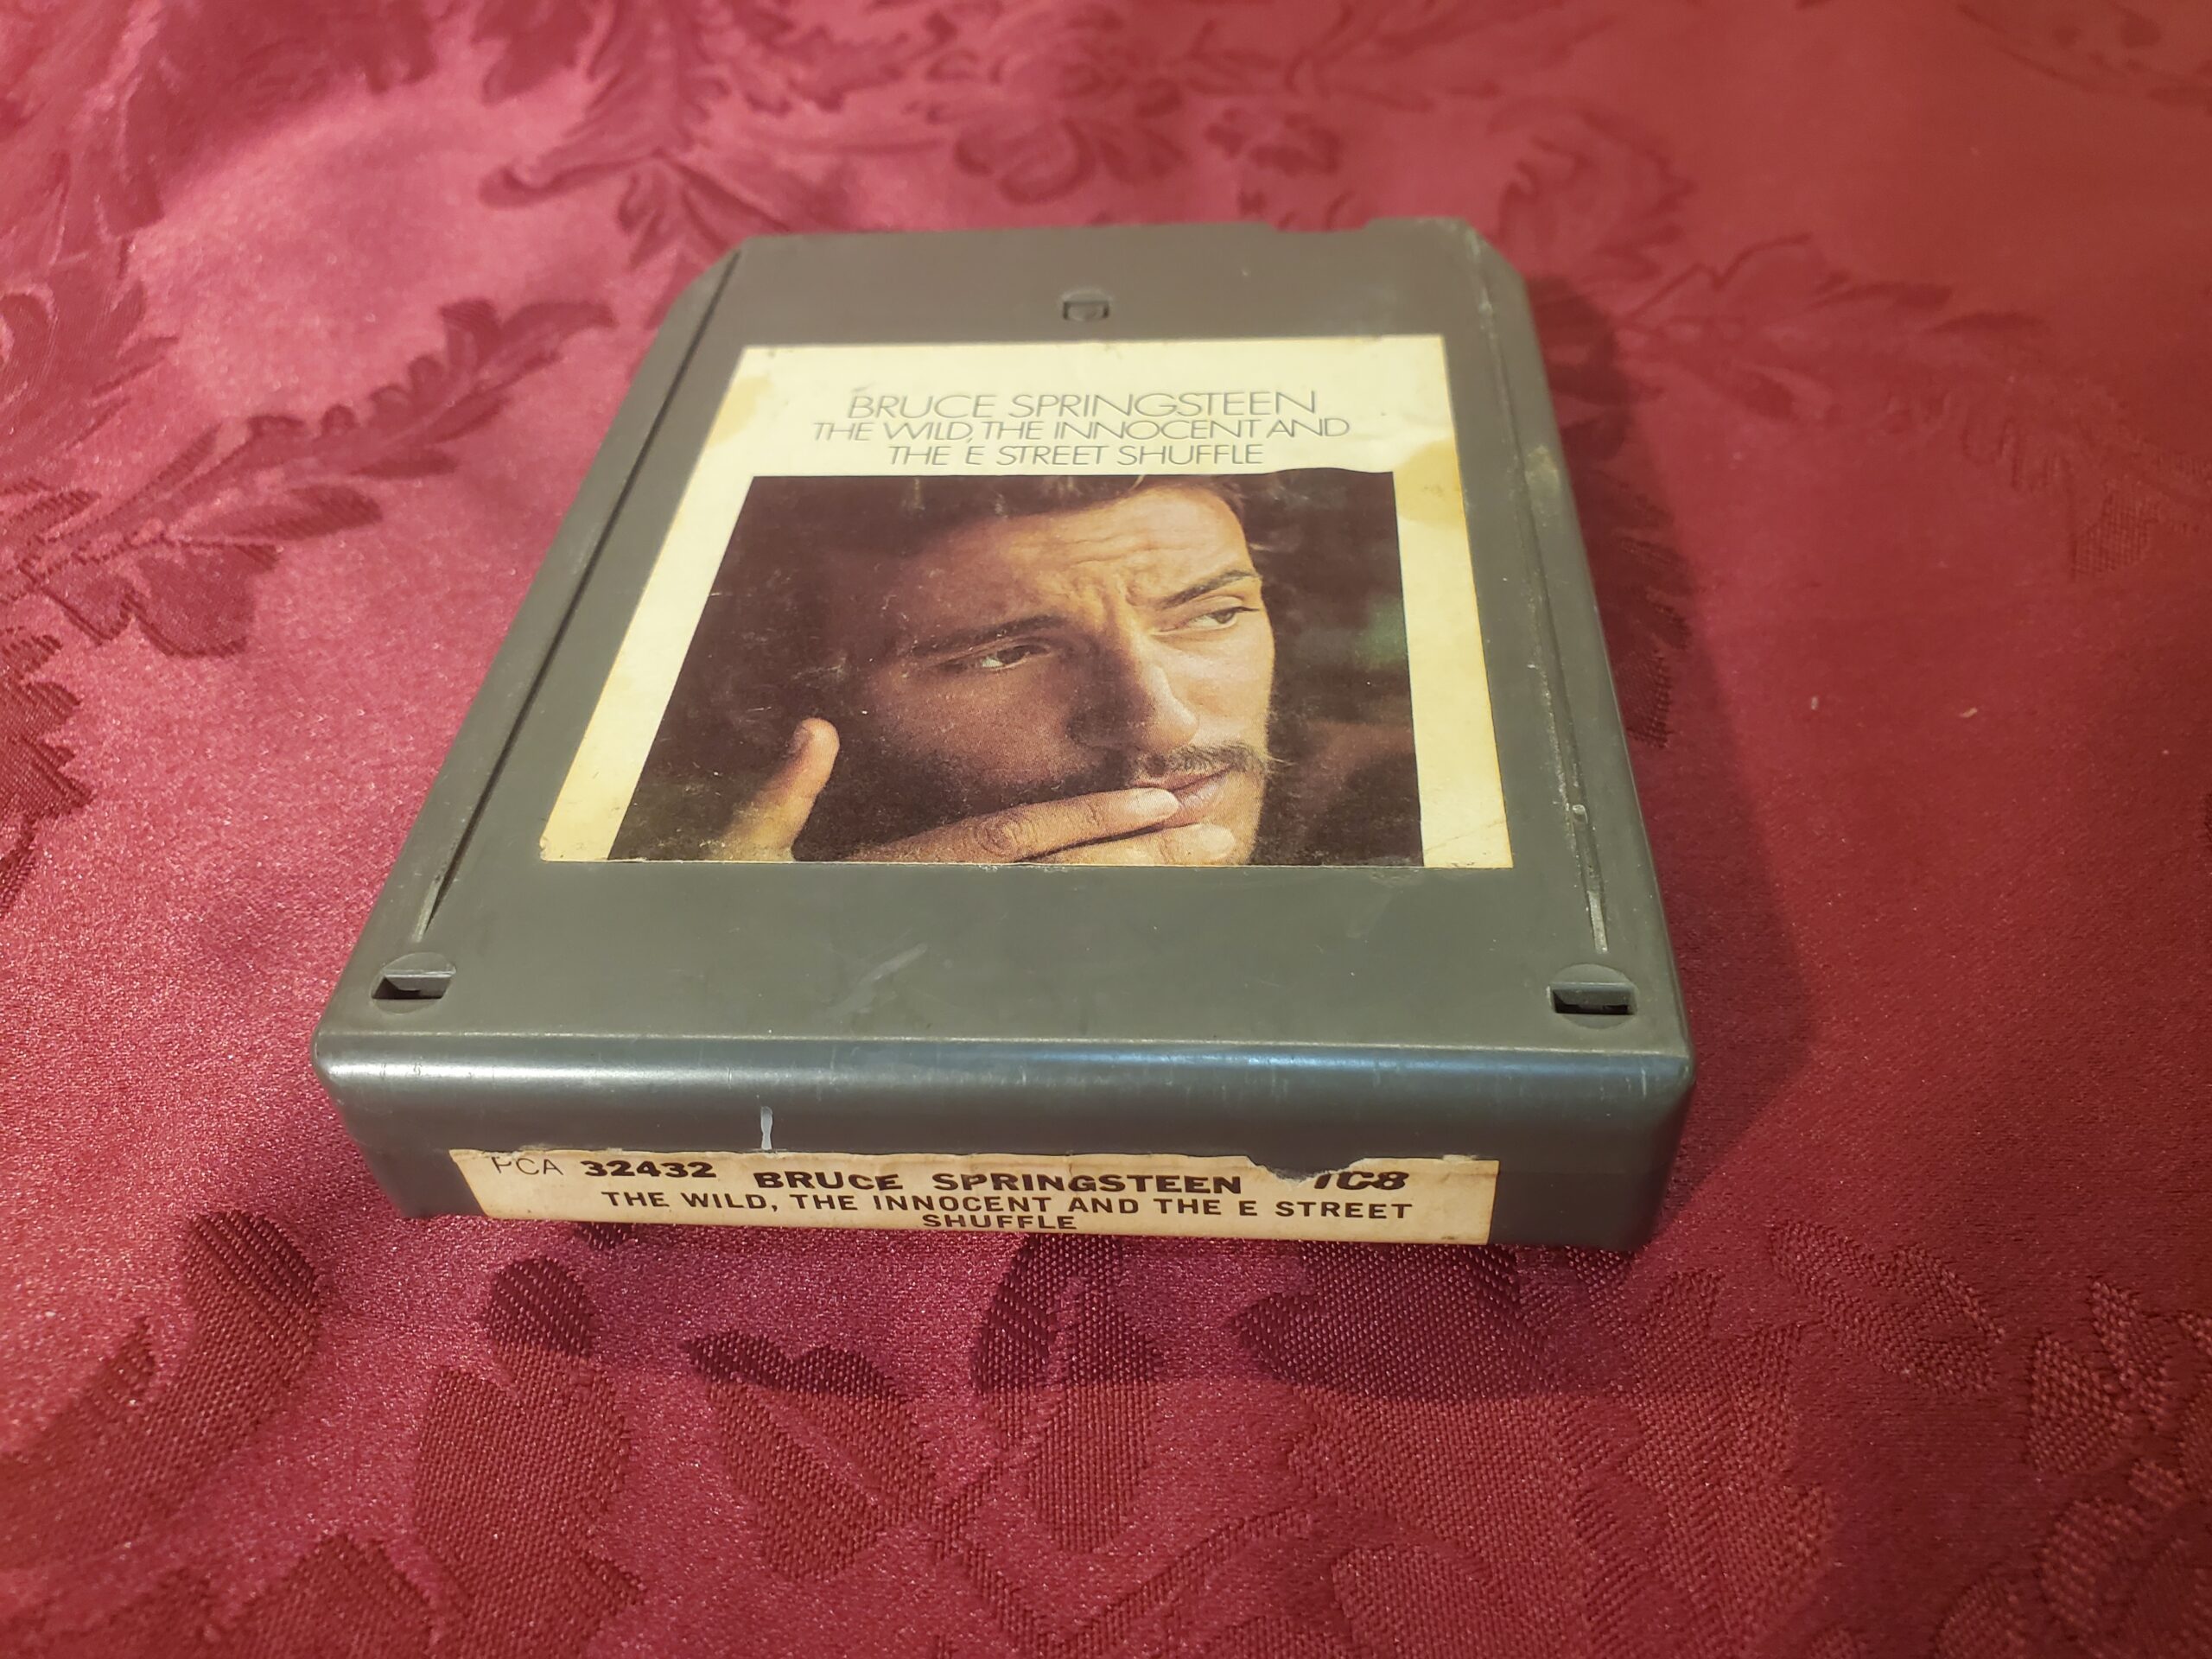 BRUCE SPRINGSTEEN
THE WILD, THE INNOCENT AND
THE E STREET SHUFFLE
PCA 32432 BRUCE SPRINGSTEEN TC8
THE WILD, THE INNOCENT AND THE E STREET
SHUFFLE